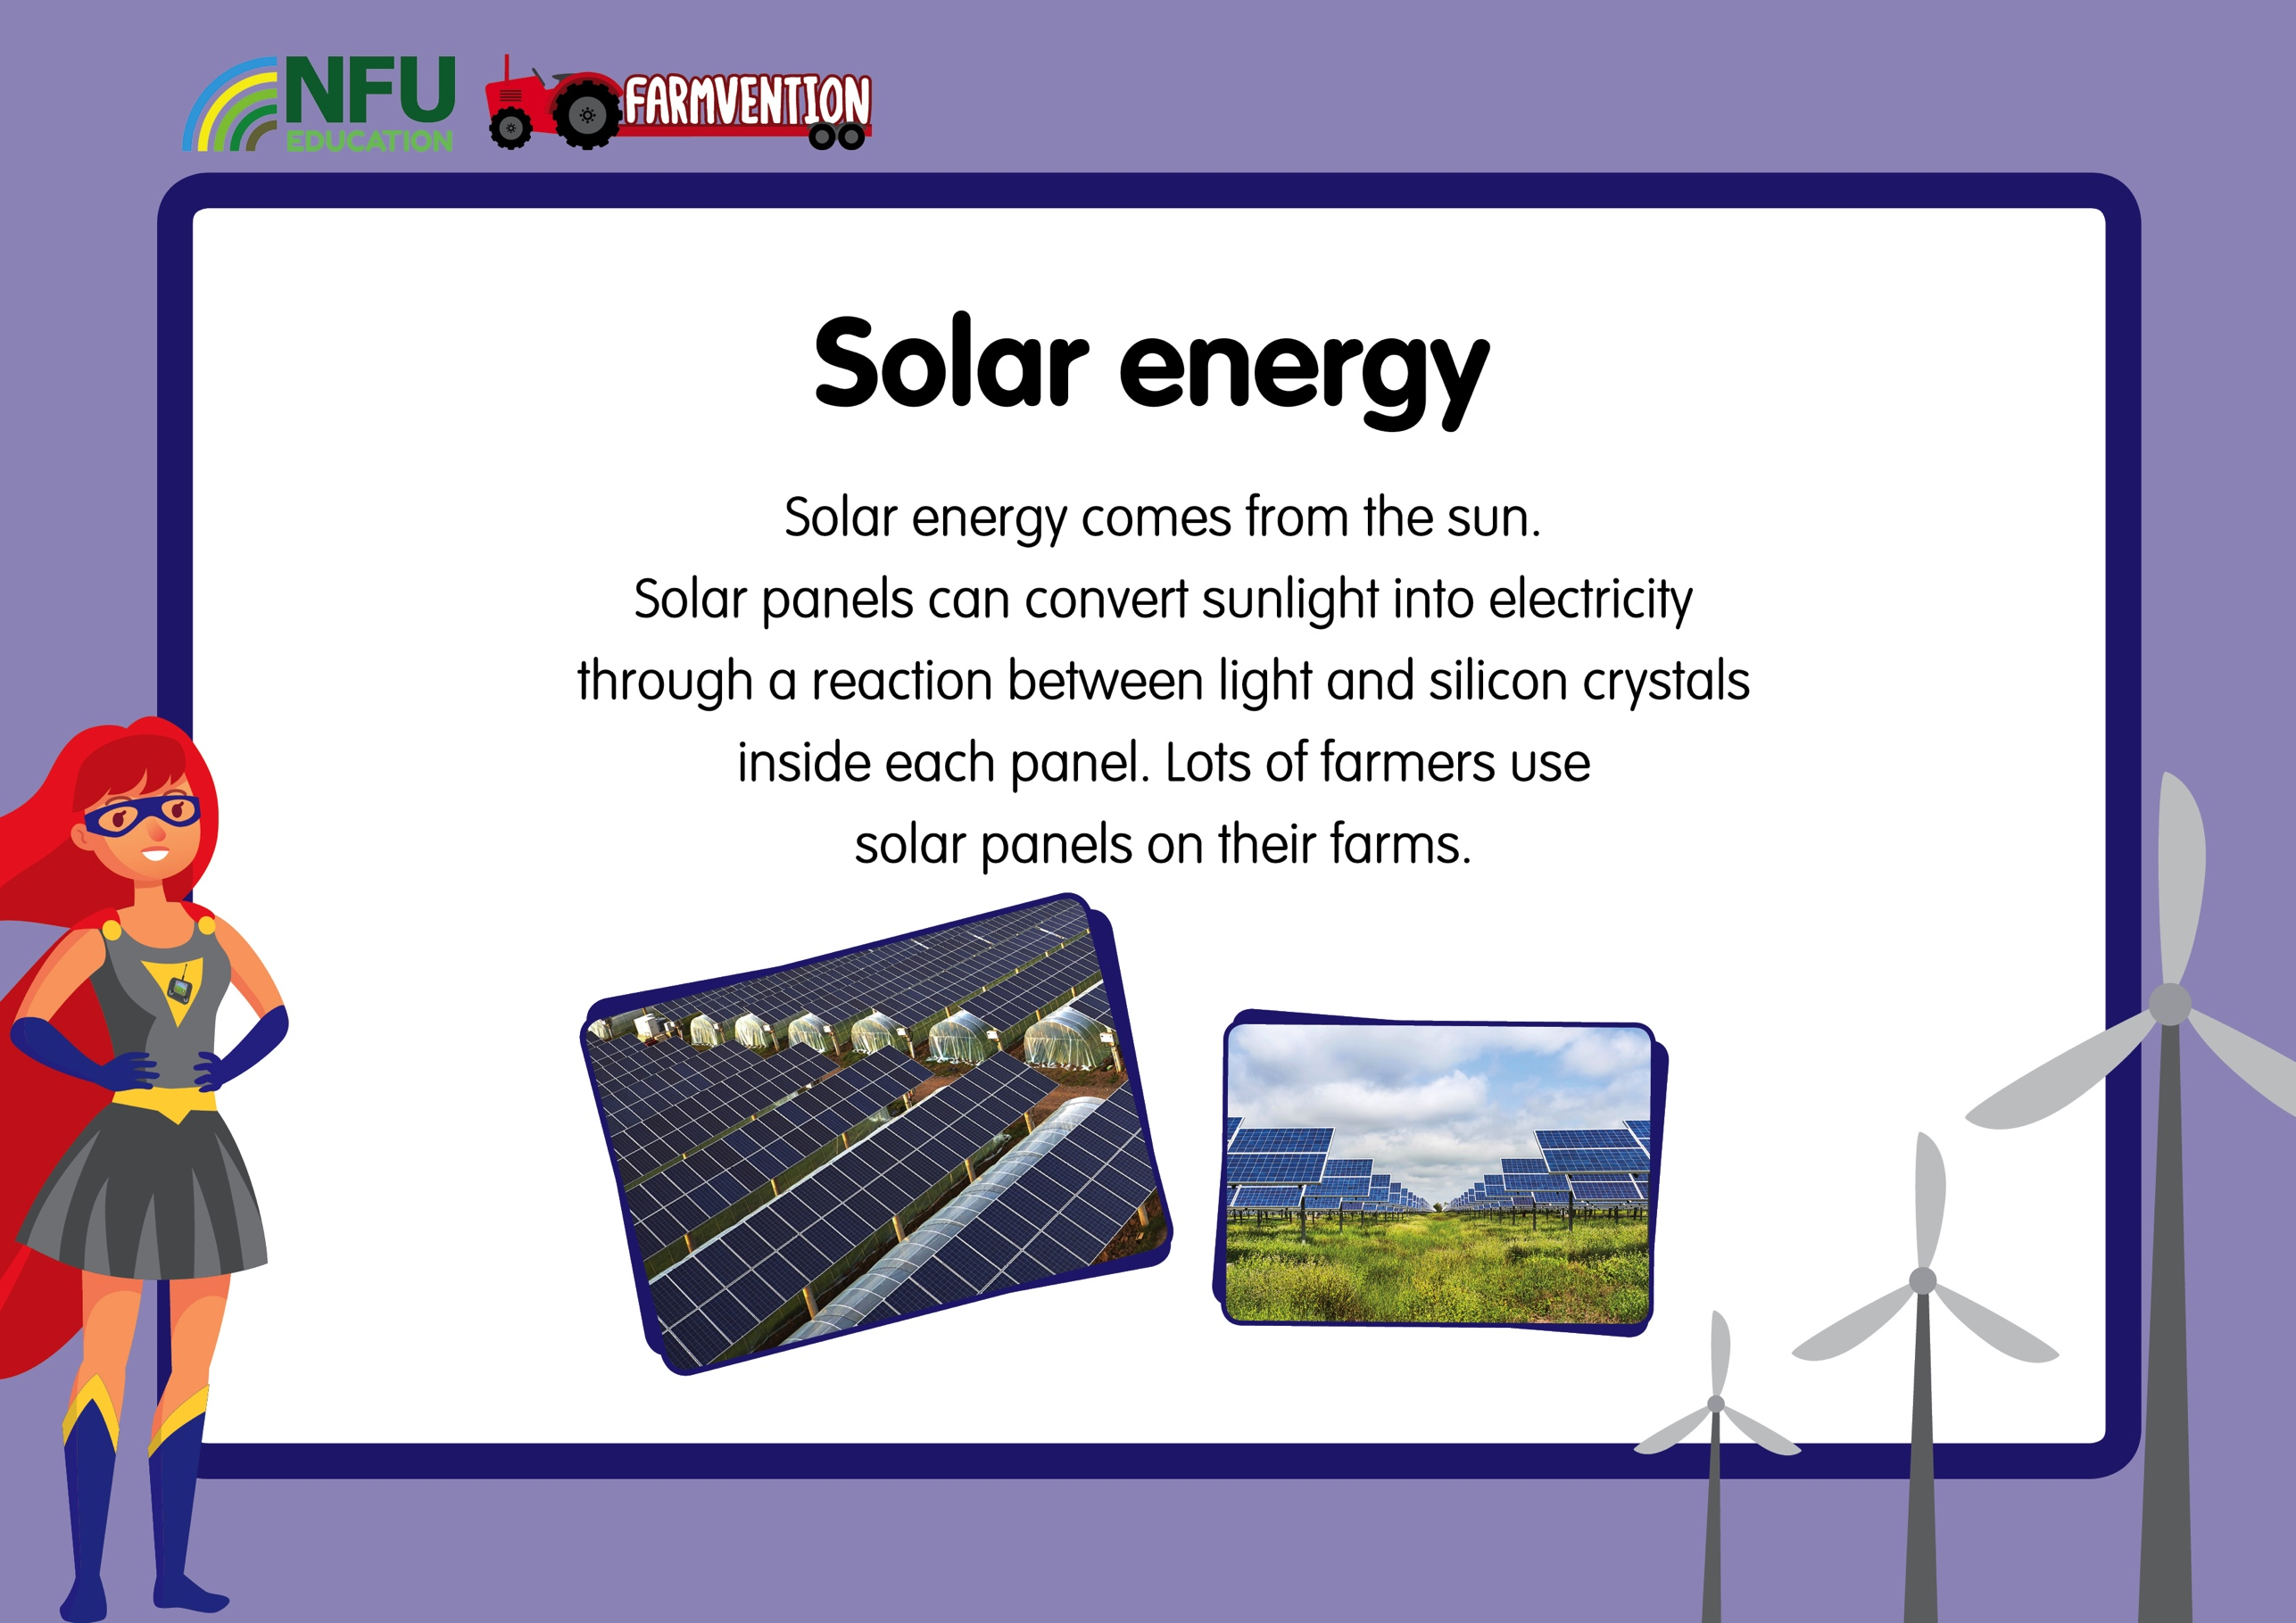 NFU
EDUCATION
FARMVENTION
Solar energy
Solar energy comes from the sun.
Solar panels can convert sunlight into electricity
through a reaction between light and silicon crystals
inside each panel. Lots of farmers use
solar panels on their farms.